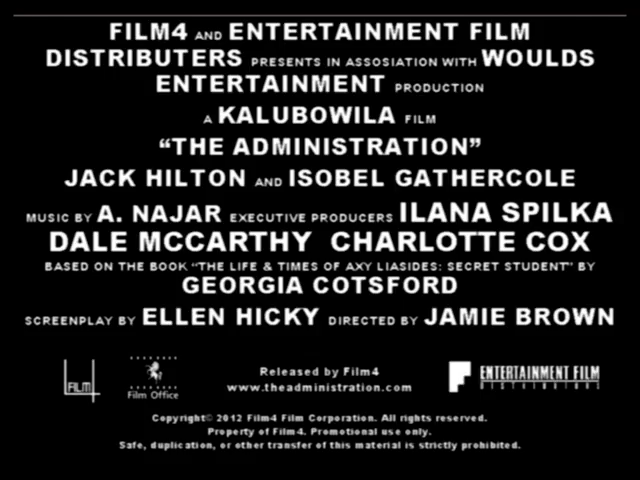 FILM4 AND ENTERTAINMENT FILM
DISTRIBUTERS PRESENTS IN ASSOSIATION WITH WOULDS
ENTERTAINMENT PRODUCTION
A KALUBOWILA FILM
“THE ADMINISTRATION”
JACK HILTON AND ISOBEL GATHERCOLE
MUSIC BY A. NAJAR EXECUTIVE PRODUCERS ILANA SPILKA
DALE MCCARTHY CHARLOTTE COX
BASED ON THE BOOK “THE LIFE & TIMES OF AXY LIASIDES: SECRET STUDENT” BY
GEORGIA COTSFORD
SCREENPLAY BY ELLEN HICKY DIRECTED BY JAMIE BROWN
FILM4
Film Office
Released by Film4
www.theadministration.com
ENTERTAINMENT FILM
DISTRIBUTORS
Copyright© 2012 Film4 Film Corporation. All rights reserved.
Property of Film4. Promotional use only.
Safe, duplication, or other transfer of this material is strictly prohibited.